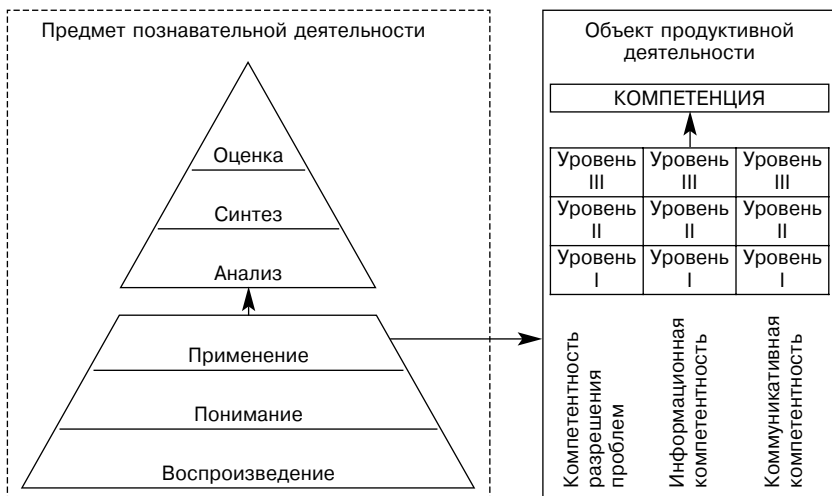 Предмет познавательной деятельности
Оценка
Синтез
Анализ
Применение
Понимание
Воспроизведение
Объект продуктивной
деятельности
КОМПЕТЕНЦИЯ
Уровень Уровень Уровень
III III III
Уровень Уровень Уровень
II II II
Уровень Уровень Уровень
I I I
Компетентность
разрешения
проблем
Информационная
компетентность
Коммуникативная
компетентность